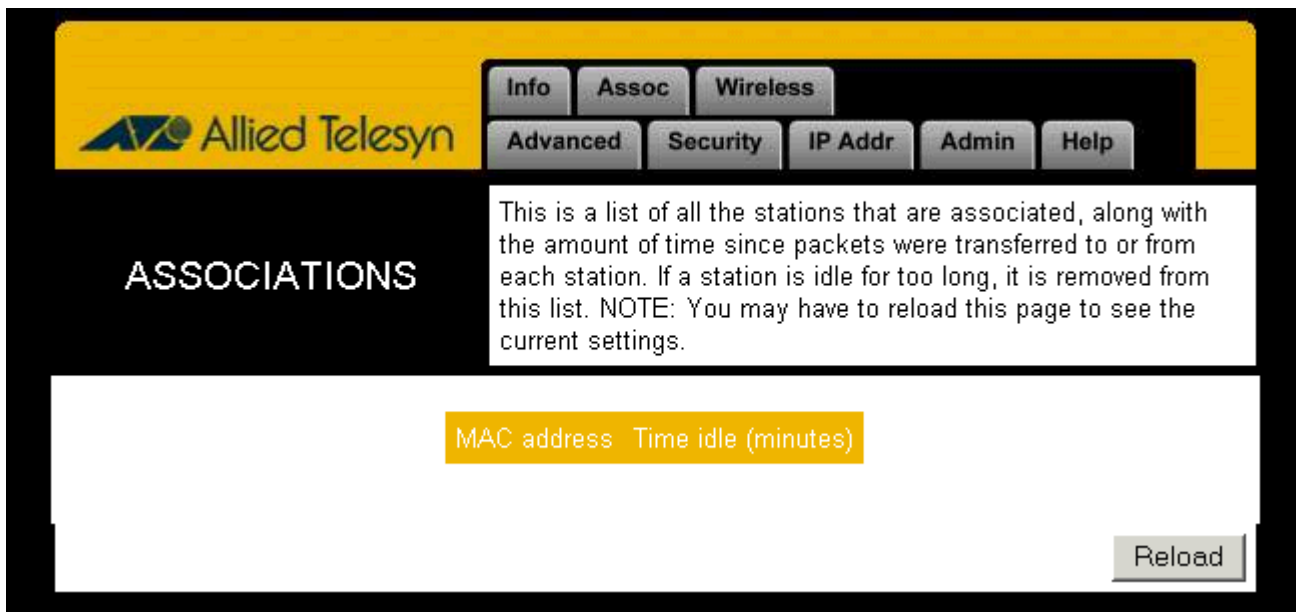 Allied Telesyn
Info Assoc Wireless
Advanced Security IP Addr Admin Help
ASSOCIATIONS
This is a list of all the stations that are associated, along with
the amount of time since packets were transferred to or from
each station. If a station is idle for too long, it is removed from
this list. NOTE: You may have to reload this page to see the
current settings.
MAC address Time idle (minutes)
Reload